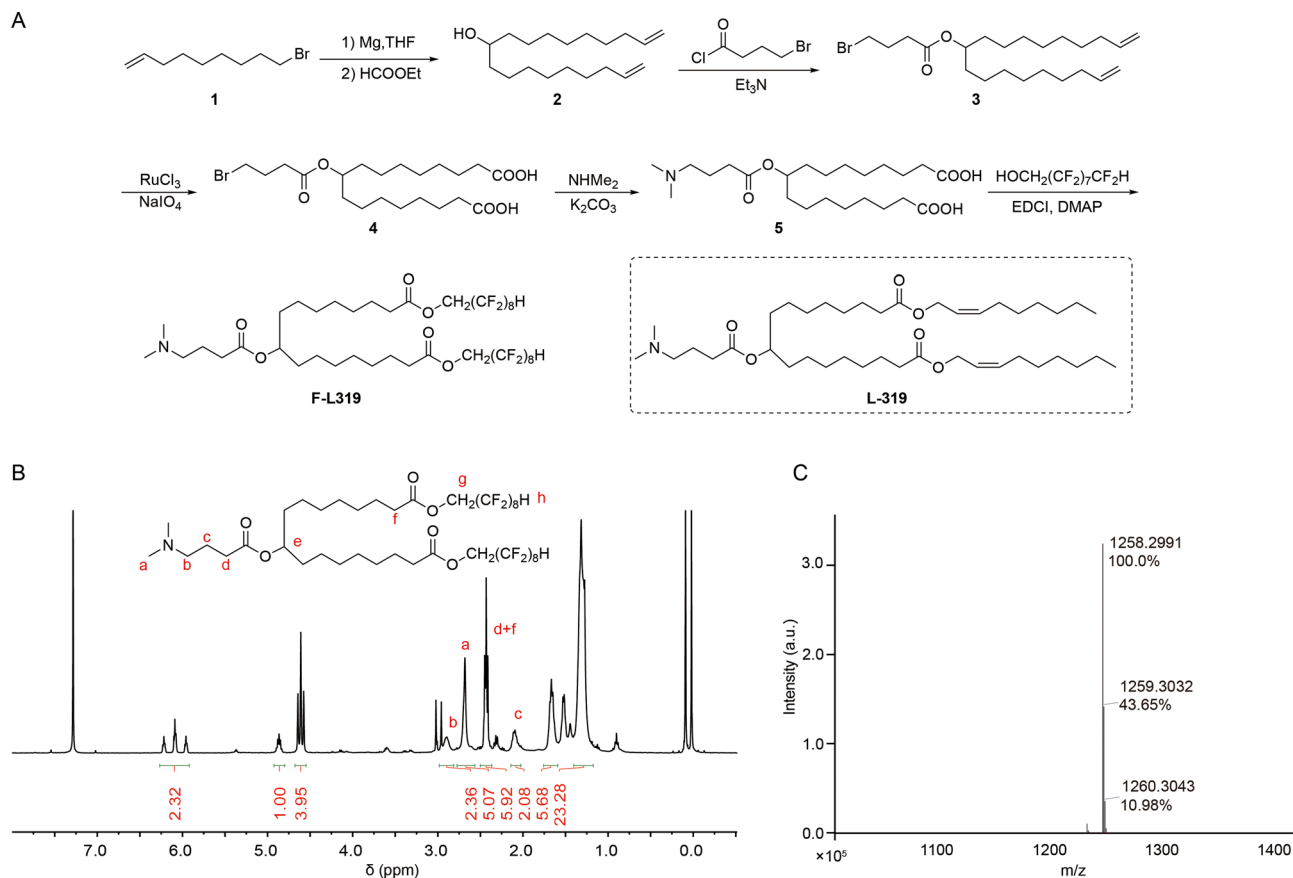 A
Br
1
1) Mg,THF
2) HCOOEt
HO
2
O
Cl
Br
Et₃N
Br
O
O
3
RuCl₃
NaIO₄
Br
O
O
COOH
COOH
4
NHMe₂
K₂CO₃
N
O
O
COOH
COOH
5
HOCH₂(CF₂)₇CF₂H
EDCI, DMAP
O
O
CH₂(CF₂)₈H
O
O
CH₂(CF₂)₈H
N
O
O
F-L319
O
O
O
O
N
O
O
L-319
B
O
g
O
CH₂(CF₂)₈H h
f
c
O
O
O
CH₂(CF₂)₈H
N
O
e
a b d
a
d+f
b
c
2.32
1.00
3.95
2.36
5.07
5.92
2.08
5.68
23.28
7.0 6.0 5.0 4.0 3.0 2.0 1.0 0.0
δ (ppm)
C
Intensity (a.u.)
3.0
2.0
1.0
0.0
1258.2991
100.0%
1259.3032
43.65%
1260.3043
10.98%
×10⁵
1100 1200 1300 1400
m/z